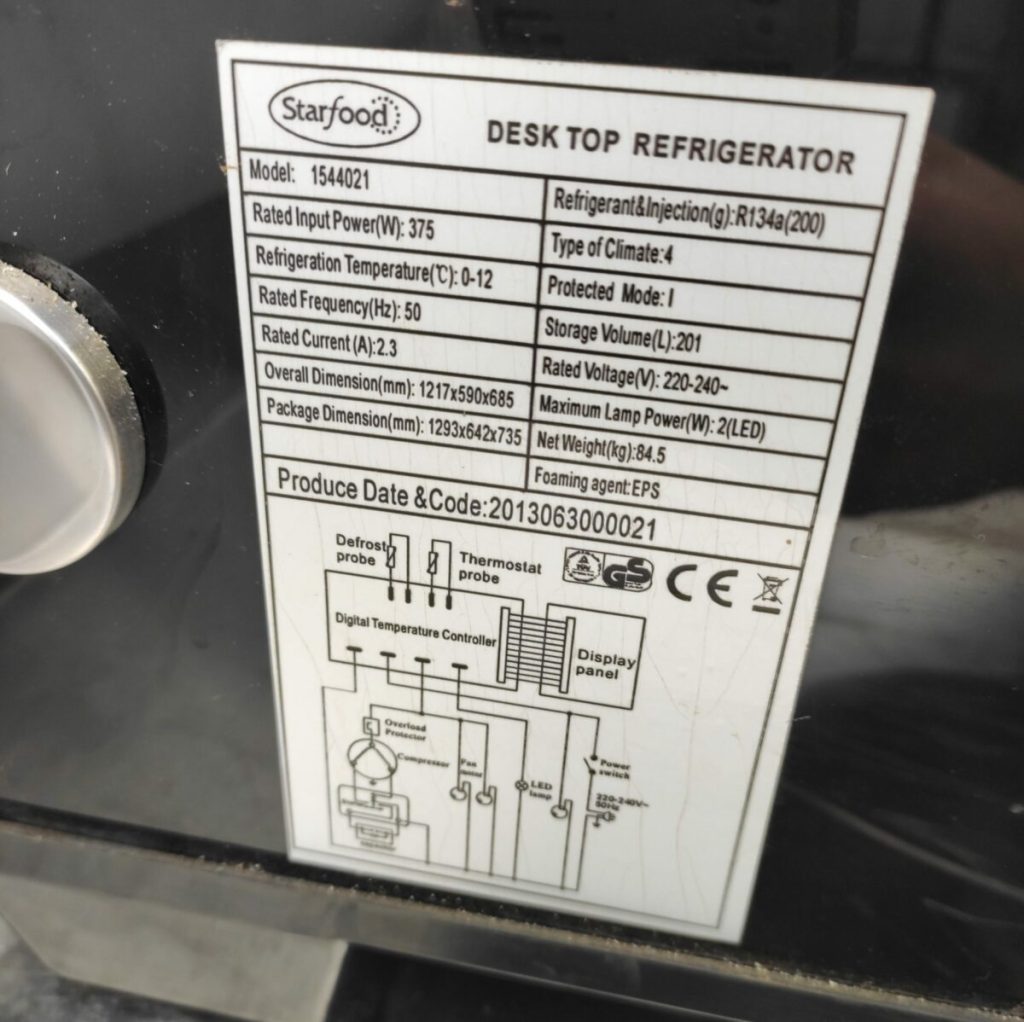 Starfood
DESK TOP REFRIGERATOR
Model: 1544021
Rated Input Power(W): 375
Refrigeration Temperature(℃): 0-12
Rated Frequency(Hz): 50
Rated Current (A):2.3
Overall Dimension(mm): 1217x590x685
Package Dimension(mm): 1293x642x735
Refrigerant&Injection(g):R134a(200)
Type of Climate:4
Protected Mode: I
Storage Volume(L):201
Rated Voltage(V): 220-240~
Maximum Lamp Power(W): 2(LED)
Net Weight(kg):84.5
Foaming agent:EPS
Produce Date &Code:2013063000021
Defrost
probe
Thermostat
probe
GS
CE
Digital Temperature Controller
Display
panel
Overload
Protector
Compressor
Fan
motor
LED
lamp
Power
switch
220-240V~
50Hz